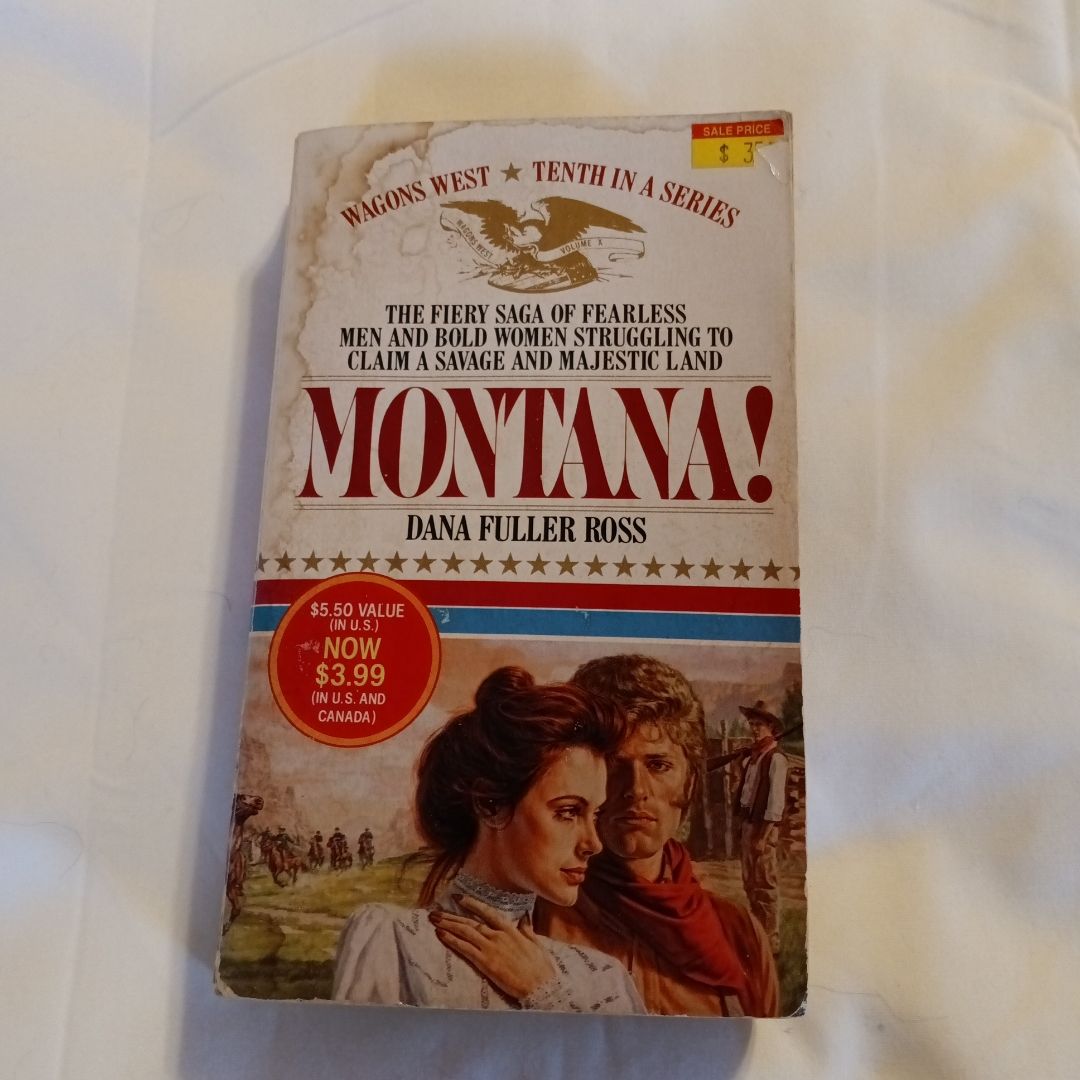 SALE PRICE
$ 35
WAGONS WEST ★ TENTH IN A SERIES
WAGONS WEST VOLUME X
THE FIERY SAGA OF FEARLESS
MEN AND BOLD WOMEN STRUGGLING TO
CLAIM A SAVAGE AND MAJESTIC LAND
MONTANA!
DANA FULLER ROSS
$5.50 VALUE
(IN U.S.)
NOW
$3.99
(IN U.S. AND
CANADA)